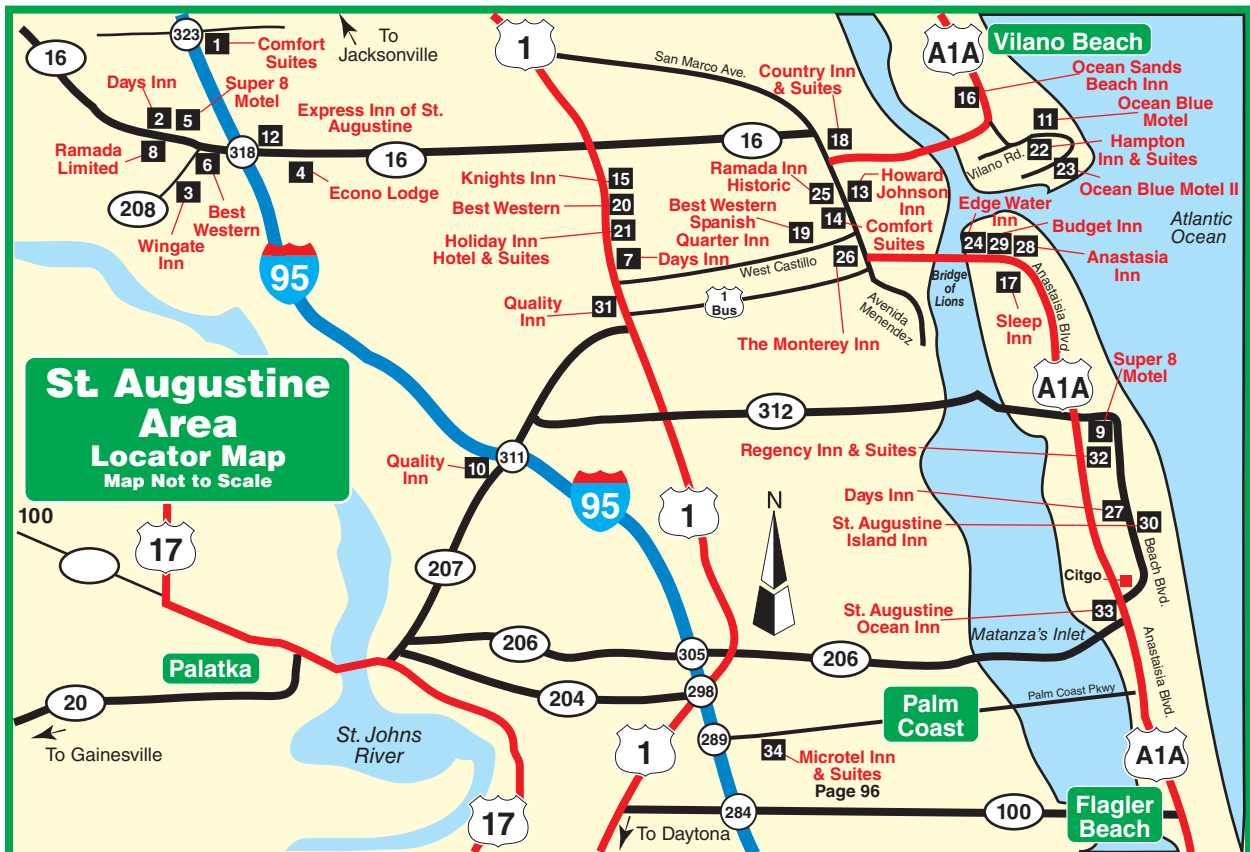 323
1
Comfort
Suites
To
Jacksonville
1
San Marco Ave.
Country Inn
& Suites
A1A
Vilano Beach
Ocean Sands
Beach Inn
16
Ocean Blue
Motel
11
16
Days Inn
Super 8
Motel
2
5
Express Inn of St.
Augustine
12
18
16
22
Hampton
Inn & Suites
Vilano Rd.
23
Ocean Blue Motel II
Ramada
Limited
8
6
318
16
4
Econo Lodge
208
3
Best
Western
Wingate
Inn
Knights Inn
15
Best Western
20
Holiday Inn
Hotel & Suites
21
7
Days Inn
Ramada Inn
Historic
25
13
Howard
Johnson
Inn
Best Western
Spanish
Quarter Inn
19
14
Comfort
Suites
West Castillo
26
Edge Water
Inn
24
29
28
Budget Inn
Anastasia
Inn
Atlantic
Ocean
Bridge
of
Lions
17
Sleep
Inn
Anastaisia Blvd
95
Quality
Inn
31
1
Bus
Avenida
Menendez
The Monterey Inn
St. Augustine
Area
Locator Map
Map Not to Scale
A1A
Super 8
Motel
312
9
Regency Inn & Suites
32
Quality
Inn
10
311
95
1
N
Days Inn
27
St. Augustine
Island Inn
30
Beach Blvd.
100
17
207
Citgo
St. Augustine
Ocean Inn
33
Matanza's Inlet
206
305
206
Anastaisia Blvd.
Palatka
20
To Gainesville
204
298
Palm Coast Pkwy
Palm
Coast
St. Johns
River
1
289
34
Microtel Inn
& Suites
Page 96
A1A
17
To Daytona
284
100
Flagler
Beach